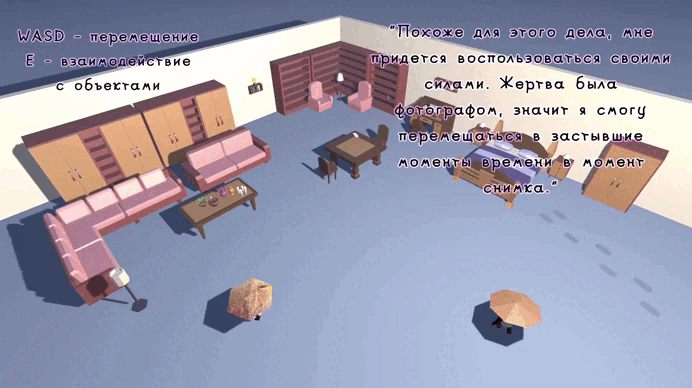 WASD - перемещение
E - взаимодействие
с объектами
"Похоже для этого дела, мне
придется воспользоваться своими
силами. Жертва была
фотографом, значит я смогу
перемещаться в застывшие
моменты времени в момент
снимка."